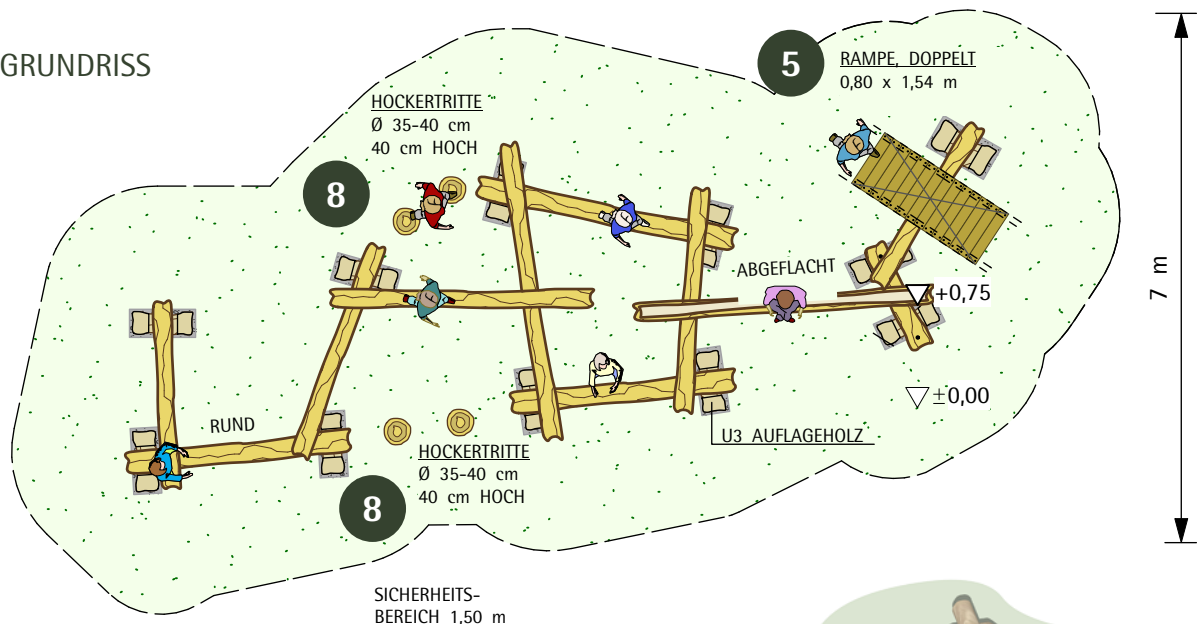 GRUNDRISS
5
RAMPE, DOPPELT
0,80 x 1,54 m
HOCKERTRITTE
Ø 35-40 cm
40 cm HOCH
8
ABGEFLACHT
+0,75
7 m
±0,00
RUND
U3 AUFLAGEHOLZ
HOCKERTRITTE
Ø 35-40 cm
40 cm HOCH
8
SICHERHEITS-
BEREICH 1,50 m